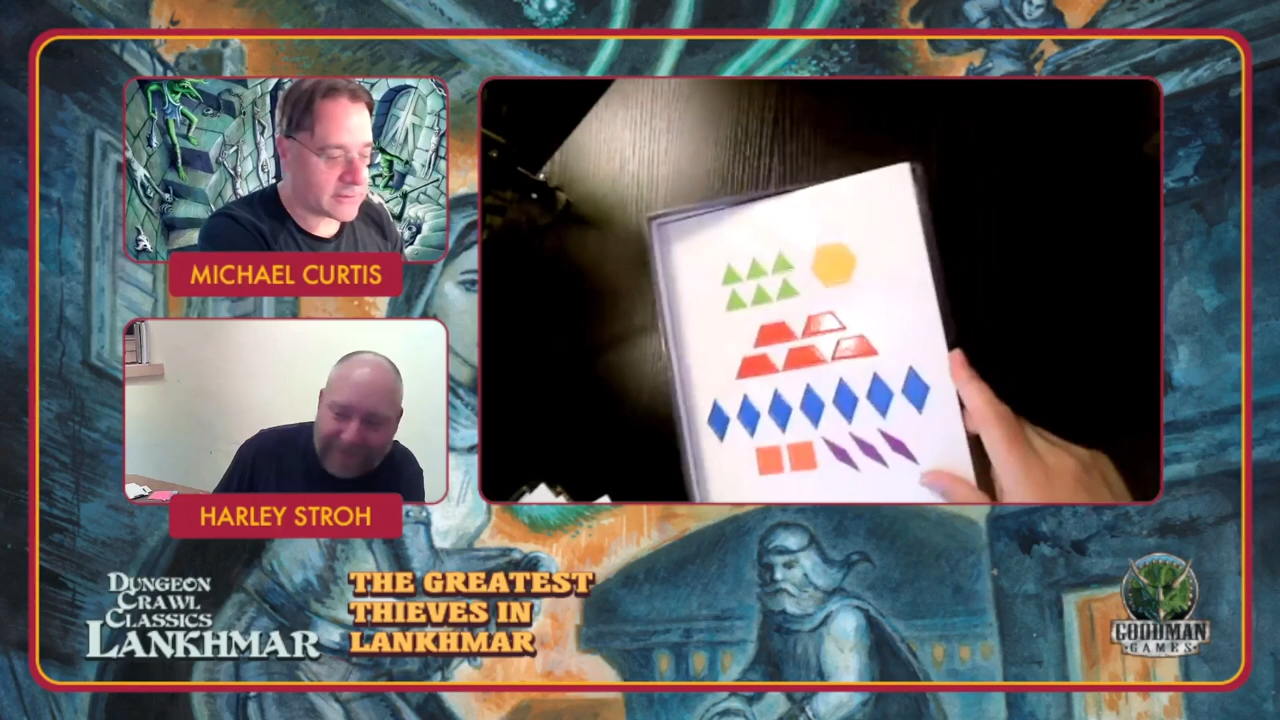 MICHAEL CURTIS
HARLEY STROH
DUNGEON
CRAWL
CLASSICS
LANKHMAR
THE GREATEST
THIEVES IN
LANKHMAR
GOODMAN
GAMES